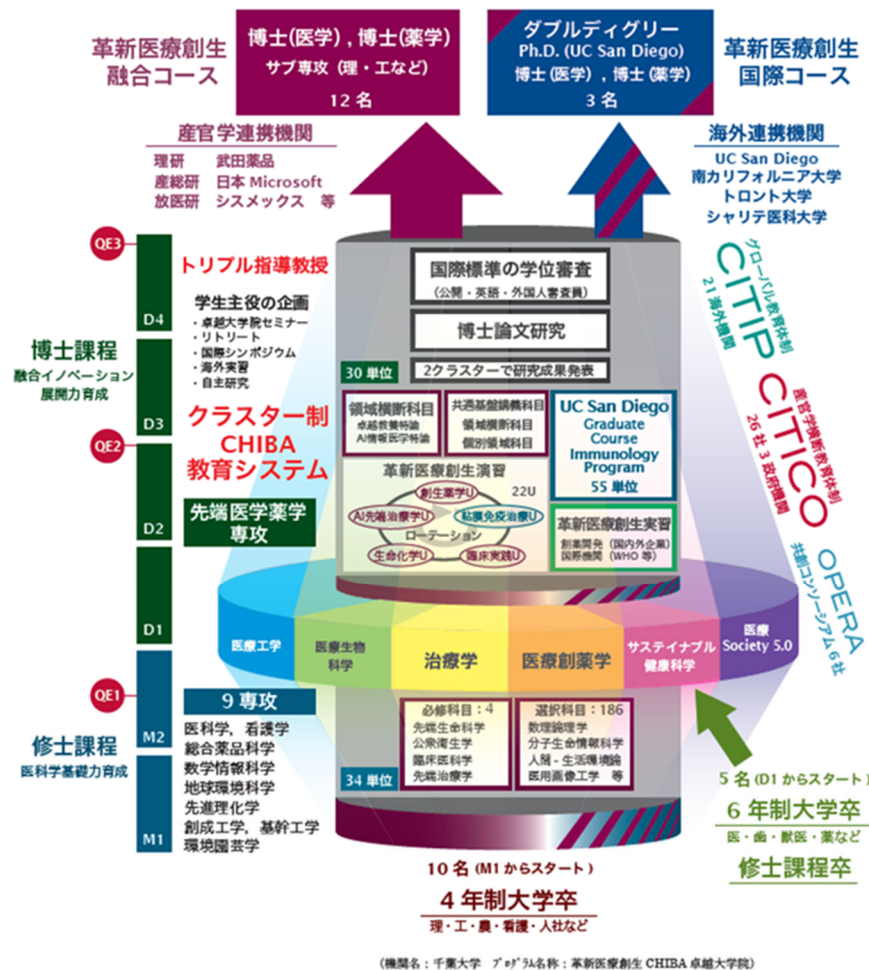 革新医療創生
融合コース
博士(医学) , 博士(薬学)
サブ専攻 (理・工など)
12 名
ダブルディグリー
Ph.D. (UC San Diego)
博士 (医学) , 博士 (薬学)
3 名
革新医療創生
国際コース
産官学連携機関
理研 武田薬品
産総研 日本 Microsoft
放医研 シスメックス 等
海外連携機関
UC San Diego
南カリフォルニア大学
トロント大学
シャリテ医科大学
QE3
D4
D3
QE2
D2
D1
QE1
M2
M1
博士課程
融合イノベーション
展開力育成
修士課程
医科学基礎力育成
トリプル指導教授
学生主役の企画
・卓越大学院セミナー
・リトリート
・国際シンポジウム
・海外実習
・自主研究
クラスター制
CHIBA
教育システム
先端医学薬学
専攻
国際標準の学位審査
(公開・英語・外国人審査員)
博士論文研究
2クラスターで研究成果発表
30 単位
領域横断科目
卓越教養特論
AI情報医学特論
共通基盤講義科目
領域横断科目
個別領域科目
UC San Diego
Graduate
Course
Immunology
Program
55 単位
革新医療創生演習
22U
創生薬学U
AI先端治療学U
粘膜免疫治療U
ローテーション
生命化学U
臨床実践U
革新医療創生実習
創薬開発 (国内外企業)
国際機関 (WHO 等)
グローバル教育体制
CITIP
21 海外機関
産官学横断教育体制
CITICO
26 社 3 政府機関
OPERA
共創コンソーシアム 6 社
医療工学
医療生物
科学
治療学
医療創薬学
サステイナブル
健康科学
医療
Society 5.0
9 専攻
医科学，看護学
総合薬品科学
数学情報科学
地球環境科学
先進理化学
創成工学，基幹工学
環境園芸学
34 単位
必修科目：4
先端生命科学
公衆衛生学
臨床医科学
先端治療学
選択科目：186
数理論理学
分子生命情報科学
人間 - 生活環境論
医用画像工学 等
5 名 (D1 からスタート)
6 年制大学卒
医・歯・獣医・薬など
修士課程卒
10 名 (M1 からスタート)
4 年制大学卒
理・工・農・看護・人社など
(機関名：千葉大学 ﾌﾟﾛｸﾞﾗﾑ名称：革新医療創生 CHIBA 卓越大学院)